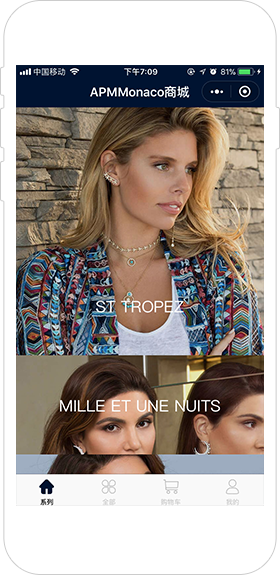 中国移动 下午7:09 81%
APMMonaco商城
ST TROPEZ
MILLE ET UNE NUITS
系列 全部 购物车 我的